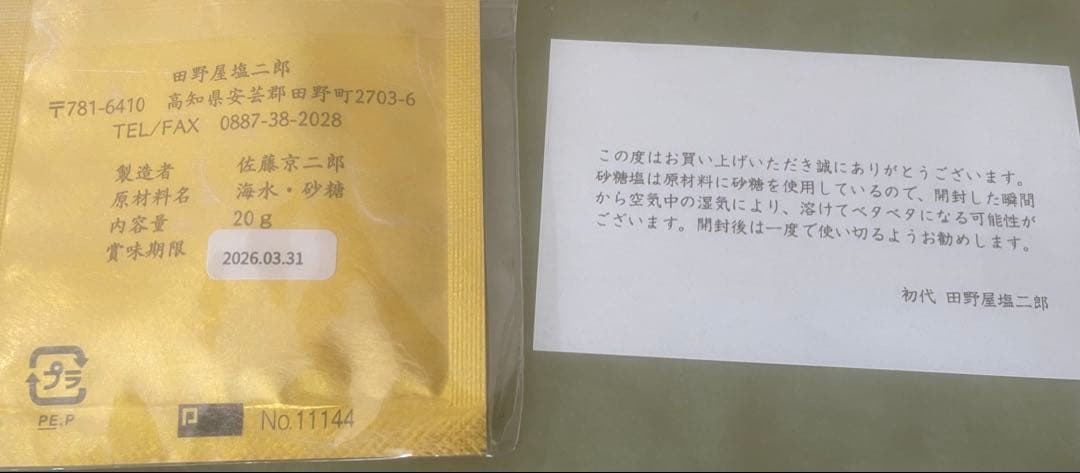 田野屋塩二郎
〒781-6410 高知県安芸郡田野町2703-6
TEL/FAX 0887-38-2028
製造者 佐藤京二郎
原材料名 海水・砂糖
内容量 20g
賞味期限 2026.03.31
プラ
PE,P
P No.11144
この度はお買い上げいただき誠にありがとうございます。
砂糖塩は原材料に砂糖を使用しているので、開封した瞬間
から空気中の湿気により、溶けてベタベタになる可能性が
ございます。開封後は一度で使い切るようお勧めします。
初代 田野屋塩二郎